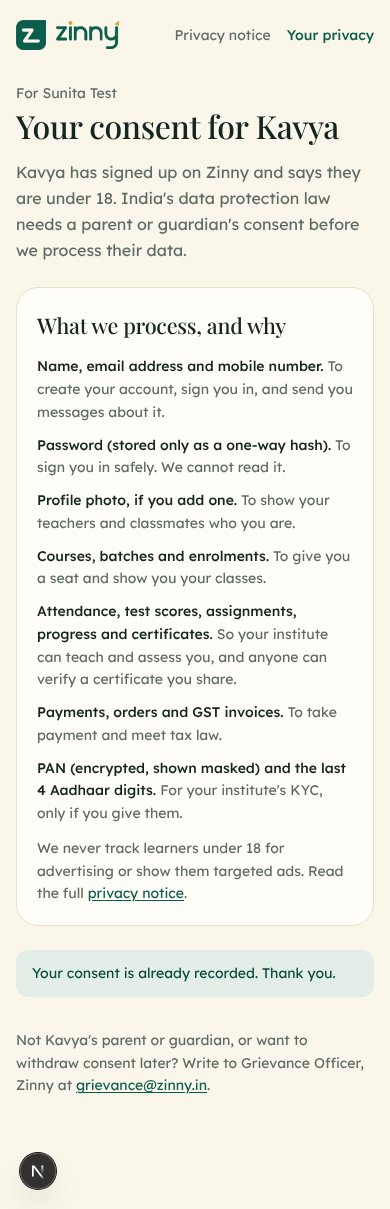 zinny
Privacy notice Your privacy
For Sunita Test
Your consent for Kavya
Kavya has signed up on Zinny and says they
are under 18. India's data protection law
needs a parent or guardian's consent before
we process their data.
What we process, and why
Name, email address and mobile number. To
create your account, sign you in, and send you
messages about it.
Password (stored only as a one-way hash). To
sign you in safely. We cannot read it.
Profile photo, if you add one. To show your
teachers and classmates who you are.
Courses, batches and enrolments. To give you
a seat and show you your classes.
Attendance, test scores, assignments,
progress and certificates. So your institute
can teach and assess you, and anyone can
verify a certificate you share.
Payments, orders and GST invoices. To take
payment and meet tax law.
PAN (encrypted, shown masked) and the last
4 Aadhaar digits. For your institute's KYC,
only if you give them.
We never track learners under 18 for
advertising or show them targeted ads. Read
the full privacy notice.
Your consent is already recorded. Thank you.
Not Kavya's parent or guardian, or want to
withdraw consent later? Write to Grievance Officer,
Zinny at grievance@zinny.in.
N